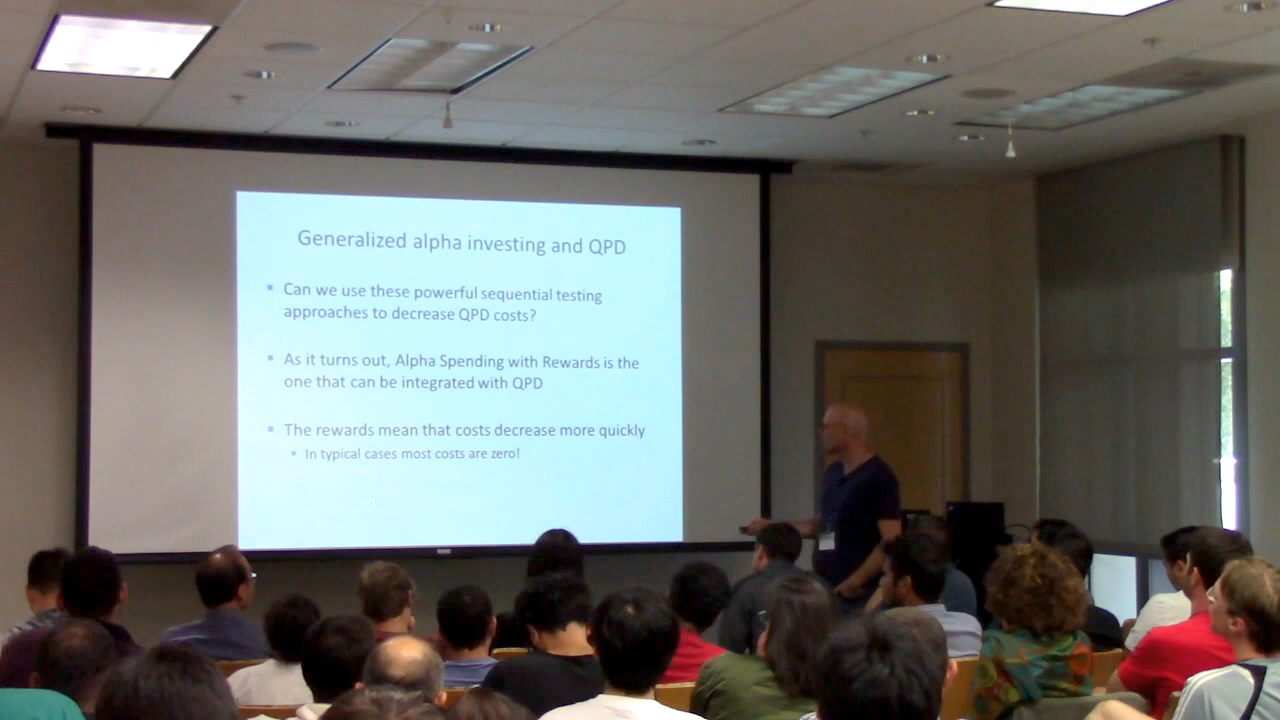 Generalized alpha investing and QPD
▪ Can we use these powerful sequential testing
approaches to decrease QPD costs?
▪ As it turns out, Alpha Spending with Rewards is the
one that can be integrated with QPD
▪ The rewards mean that costs decrease more quickly
▪ In typical cases most costs are zero!